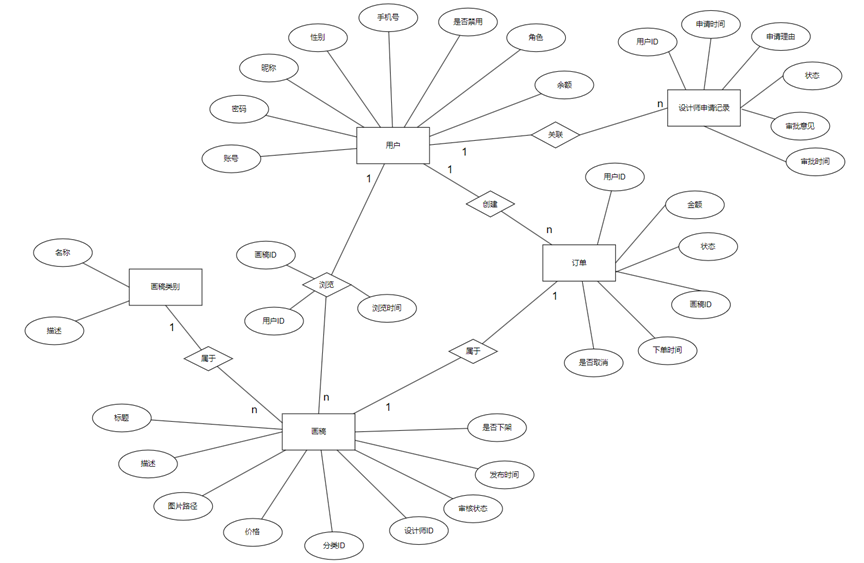 手机号
是否禁用
性别
角色
昵称
余额
密码
账号
用户
用户ID
申请时间
申请理由
状态
设计师申请记录
审批意见
审批时间
n
关联
1
1
1
创建
n
用户ID
金额
状态
订单
画稿ID
下单时间
是否取消
1
画稿ID
浏览
用户ID
浏览时间
n
名称
画稿类别
描述
1
属于
n
属于
1
画稿
标题
描述
图片路径
价格
分类ID
设计师ID
审核状态
发布时间
是否下架